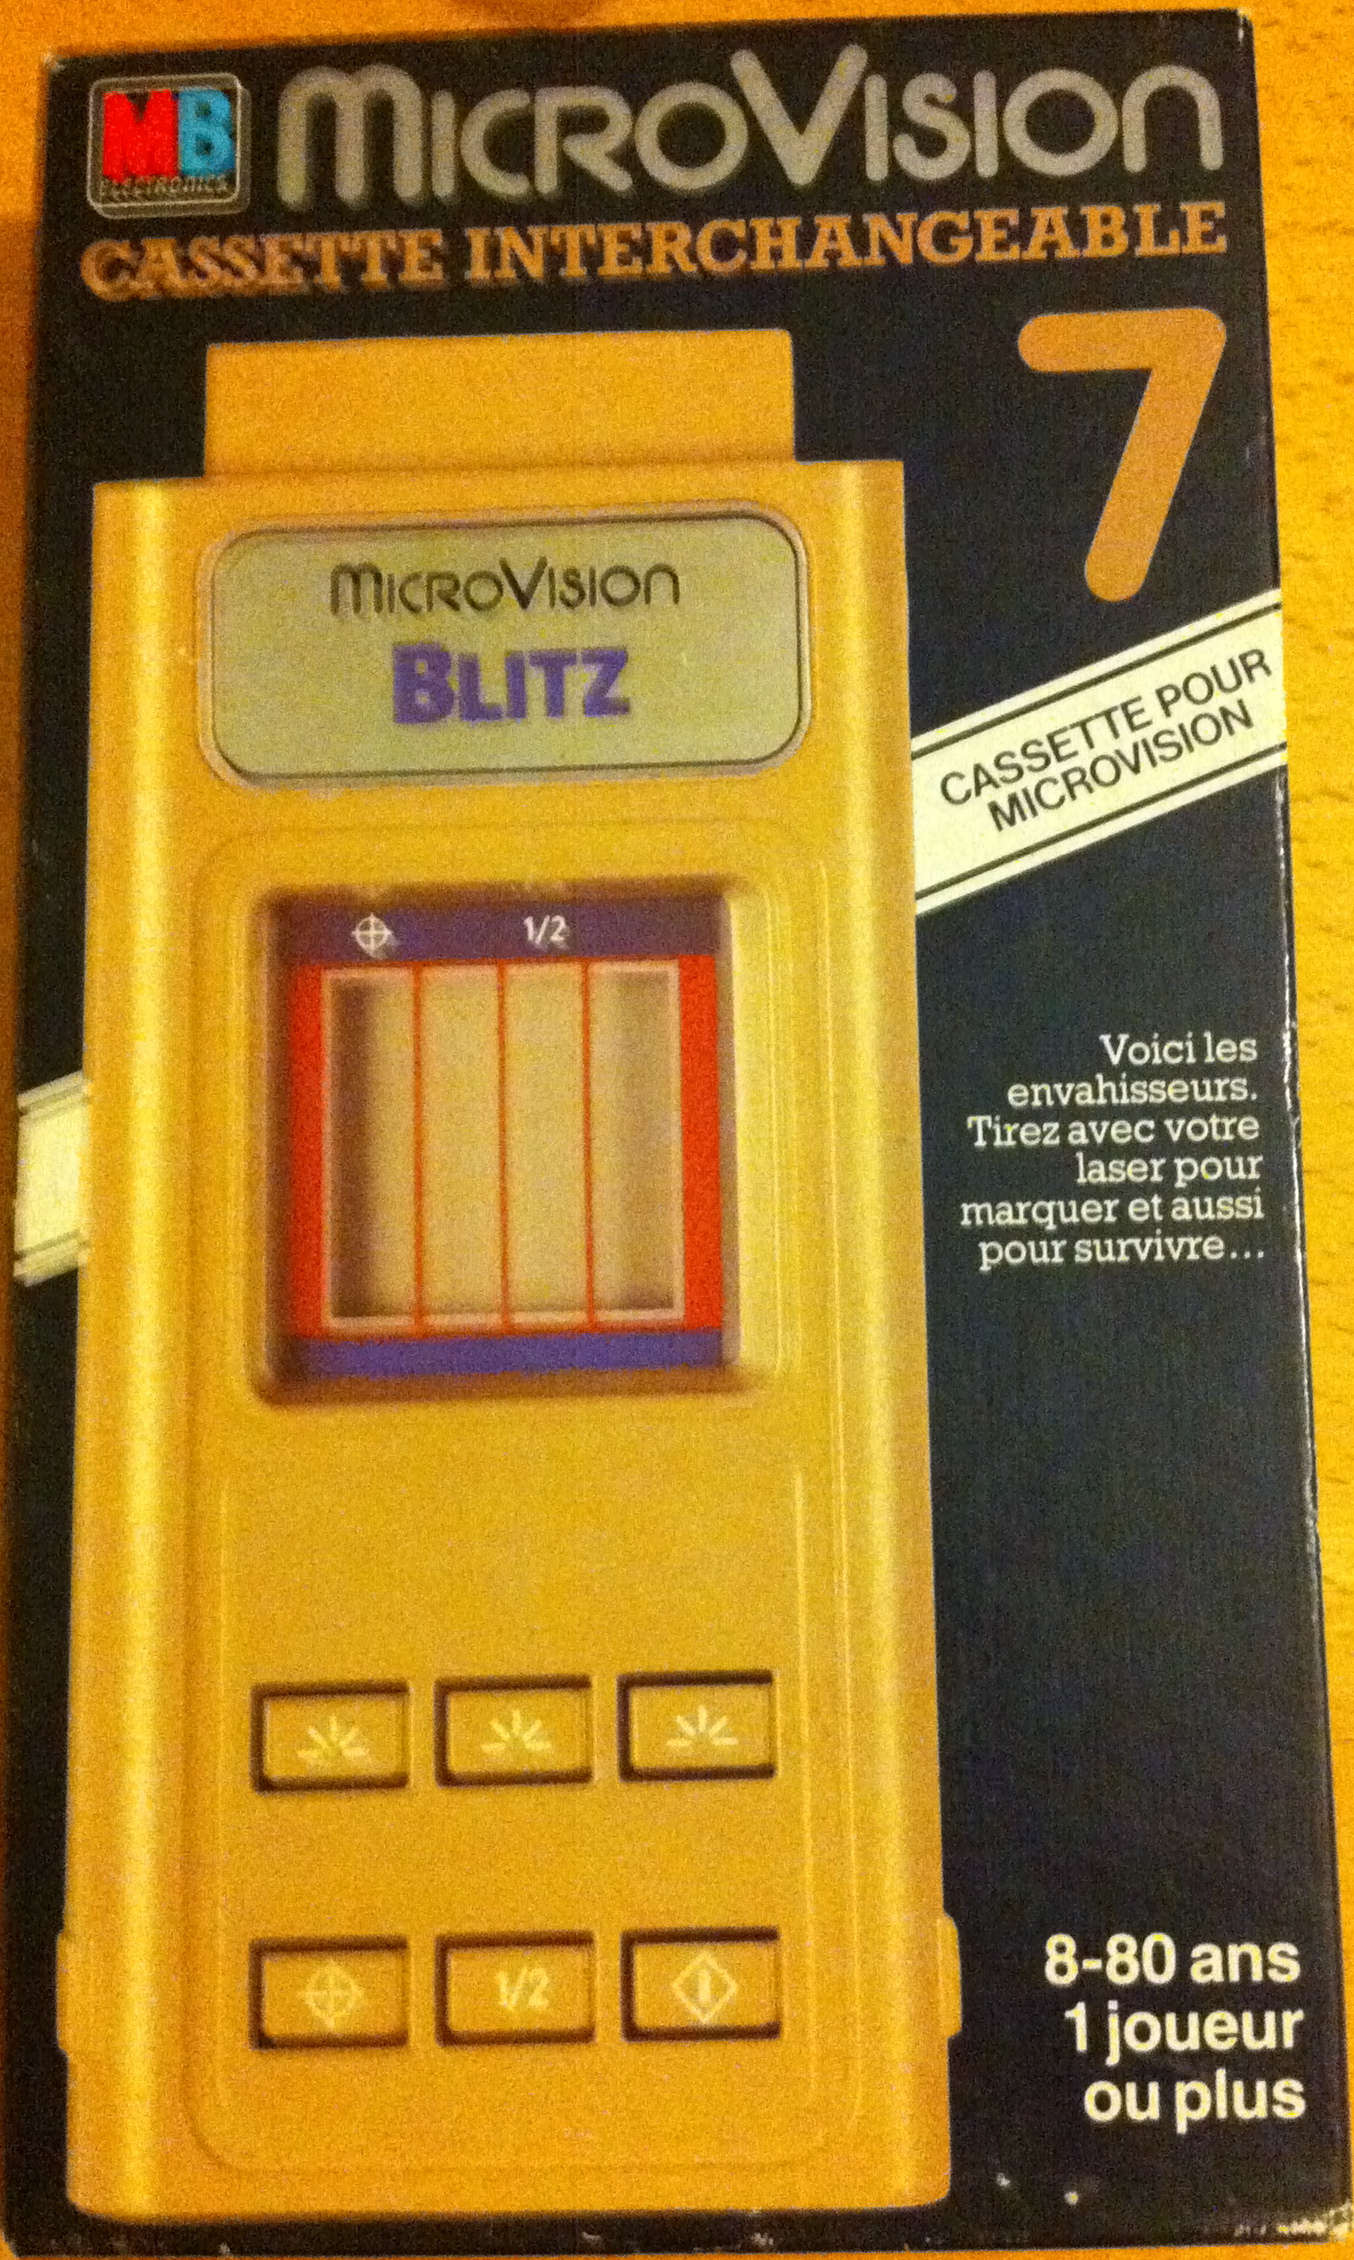 MB
ELECTRONICS
MICROVISION
CASSETTE INTERCHANGEABLE
7
MICROVISION
BLITZ
CASSETTE POUR
MICROVISION
1/2
Voici les
envahisseurs.
Tirez avec votre
laser pour
marquer et aussi
pour survivre...
1/2
8-80 ans
1 joueur
ou plus